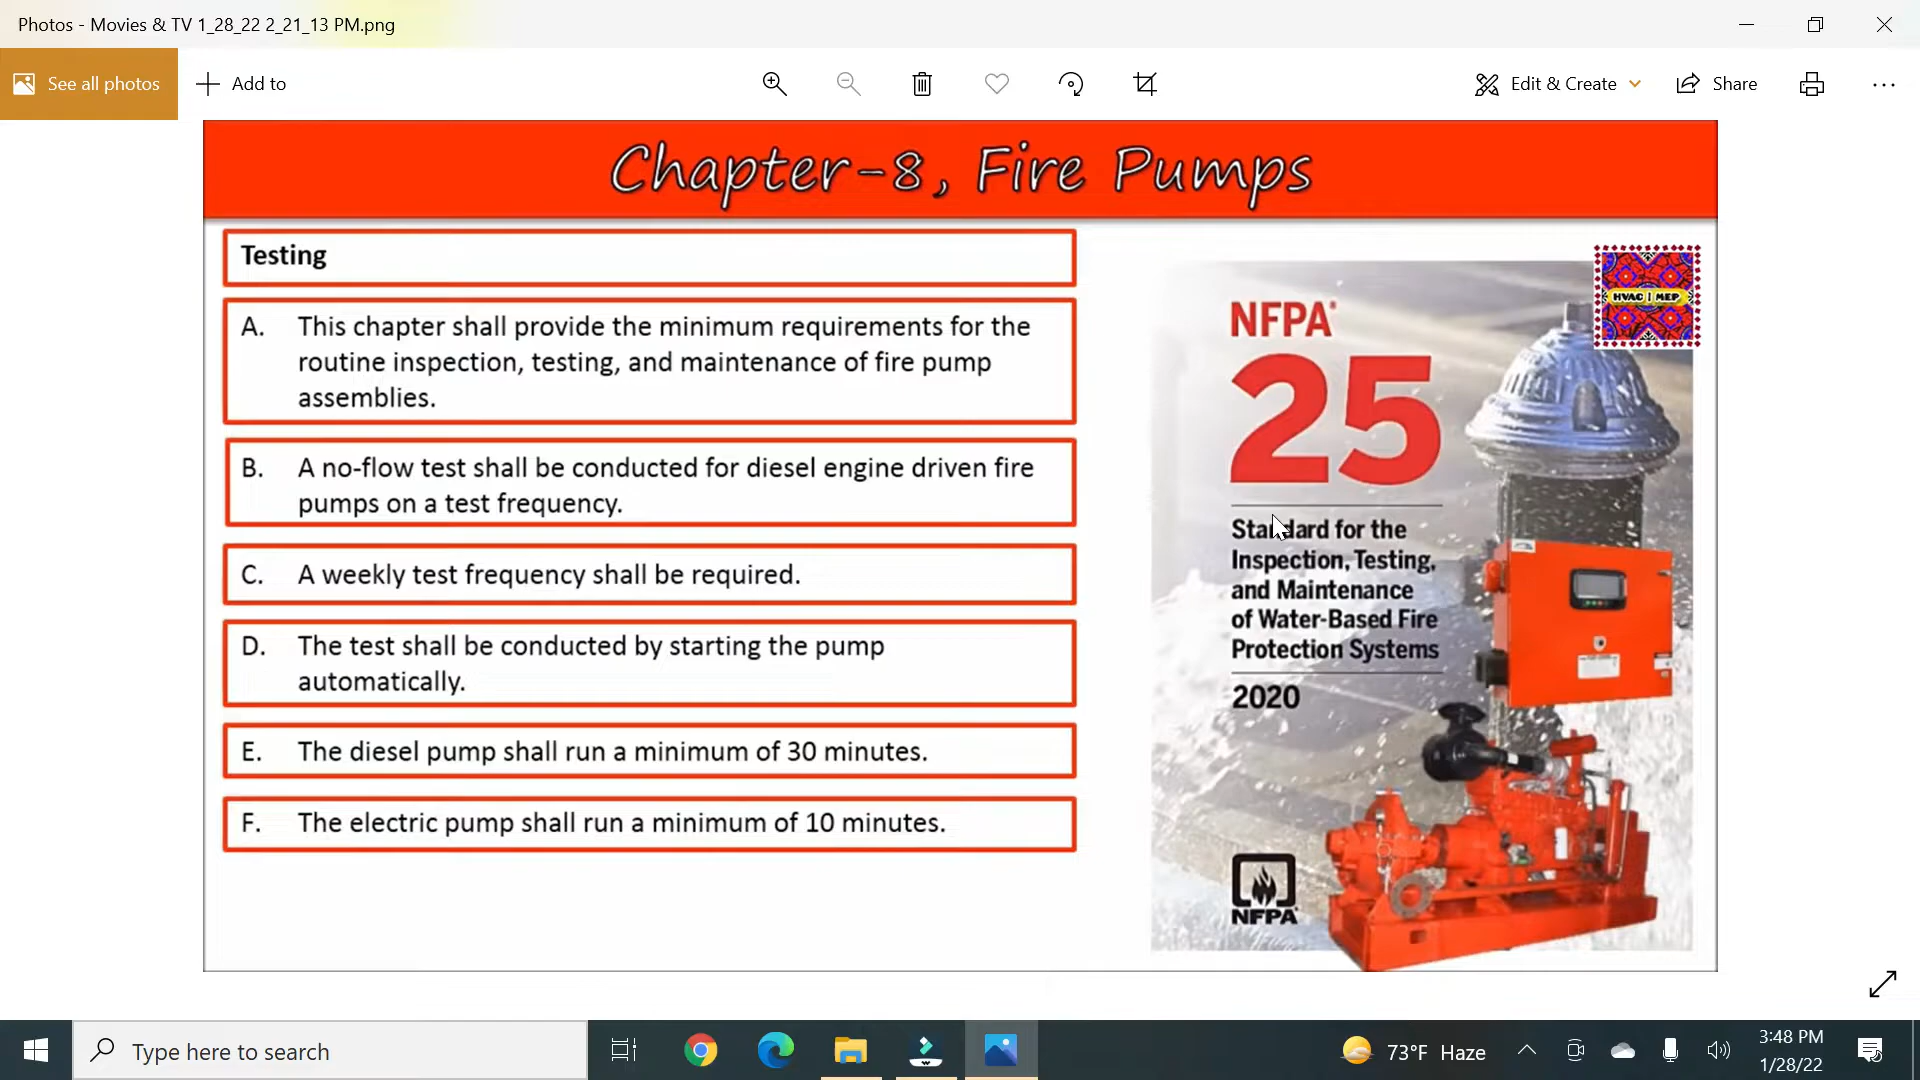 Photos - Movies & TV 1_28_22 2_21_13 PM.png
See all photos
Add to
Edit & Create
Share
Chapter-8, Fire Pumps
Testing
A. This chapter shall provide the minimum requirements for the
routine inspection, testing, and maintenance of fire pump
assemblies.
B. A no-flow test shall be conducted for diesel engine driven fire
pumps on a test frequency.
C. A weekly test frequency shall be required.
D. The test shall be conducted by starting the pump
automatically.
E. The diesel pump shall run a minimum of 30 minutes.
F. The electric pump shall run a minimum of 10 minutes.
HVAC | MEP
NFPA®
25
Standard for the
Inspection, Testing,
and Maintenance
of Water-Based Fire
Protection Systems
2020
NFPA
Type here to search
73°F Haze
3:48 PM
1/28/22